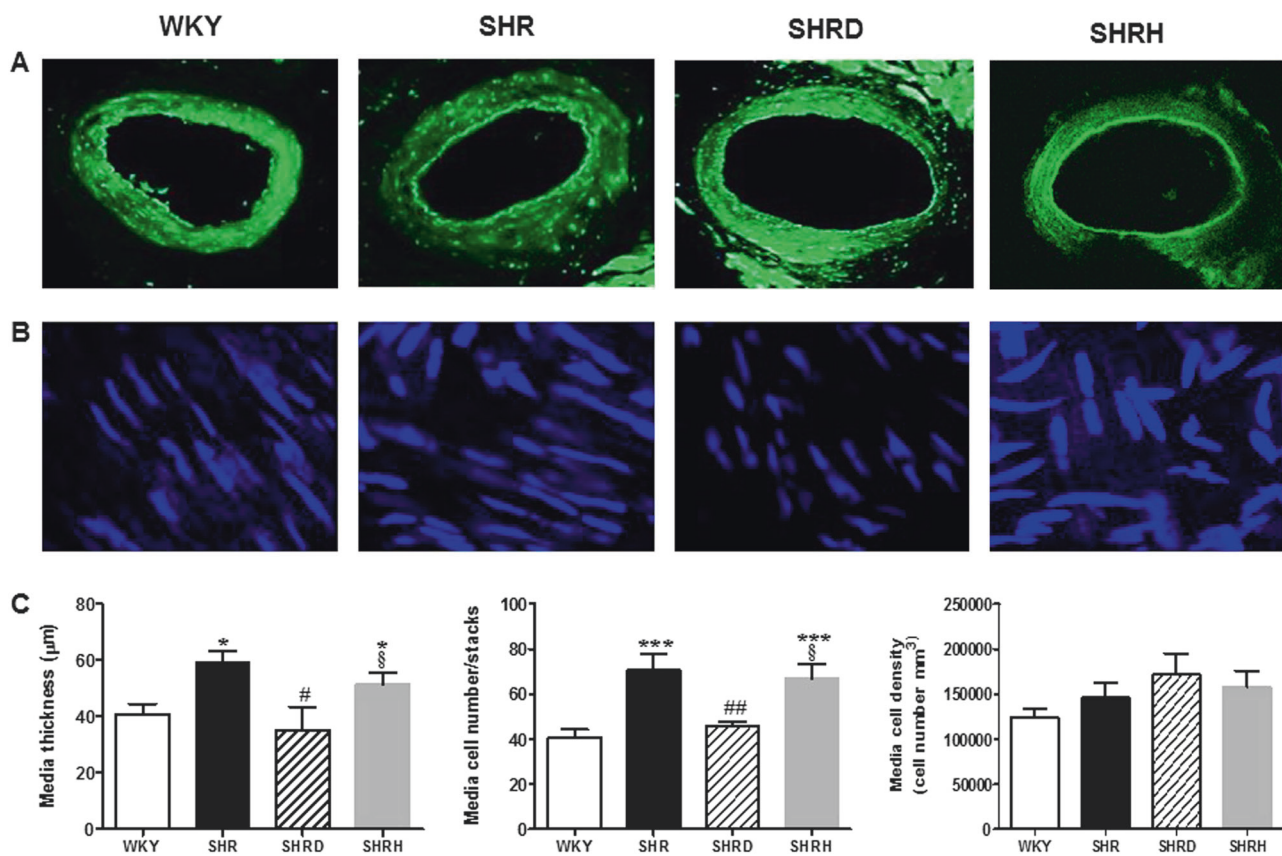 WKY SHR SHRD SHRH
A
B
C
Media thickness (µm)
80
60
40
20
0
*
#
*
§
WKY SHR SHRD SHRH
Media cell number/stacks
100
80
60
40
20
0
***
##
***
§
WKY SHR SHRD SHRH
Media cell density
(cell number mm³)
250000
200000
150000
100000
50000
0
WKY SHR SHRD SHRH